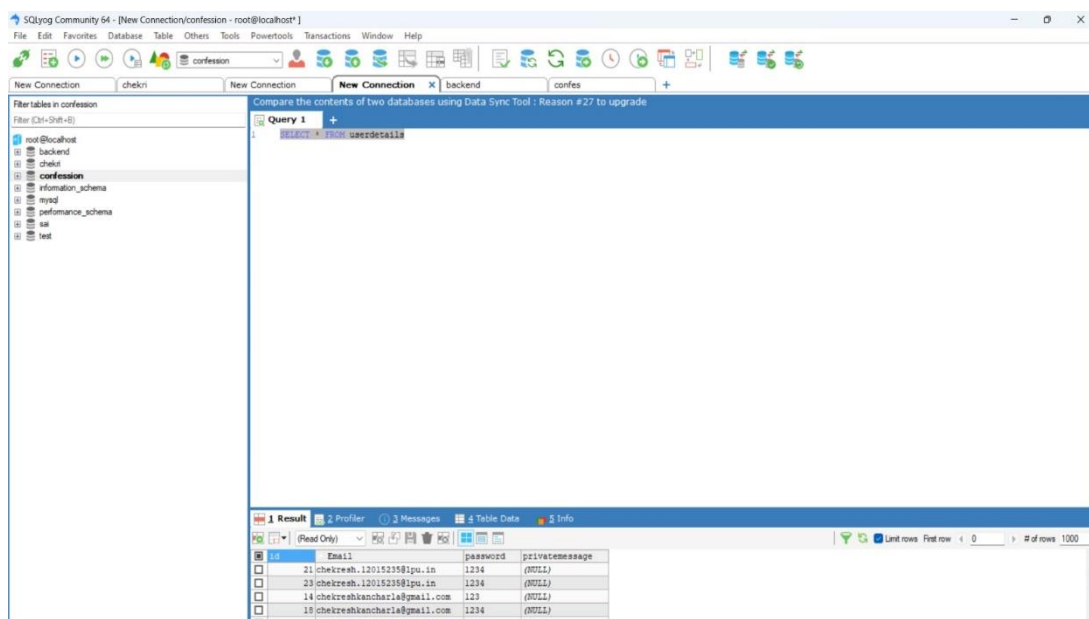 SQLyog Community 64 - [New Connection/confession - root@localhost* ]
File Edit Favorites Database Table Others Tools Powertools Transactions Window Help
confession
New Connection chekri New Connection New Connection X backend confes +
Filter tables in confession
Filter (Ctrl+Shift+B)
root@localhost
backend
chekri
confession
information_schema
mysql
performance_schema
sai
test
Compare the contents of two databases using Data Sync Tool : Reason #27 to upgrade
Query 1 +
1 SELECT * FROM userdetails
1 Result 2 Profiler 3 Messages 4 Table Data 5 Info
(Read Only) Limit rows First row 0 # of rows 1000
id Email password privatemessage
21 chekresh.12015235@lpu.in 1234 (NULL)
23 chekresh.12015235@lpu.in 1234 (NULL)
14 chekreshkancharla@gmail.com 123 (NULL)
18 chekreshkancharla@gmail.com 1234 (NULL)